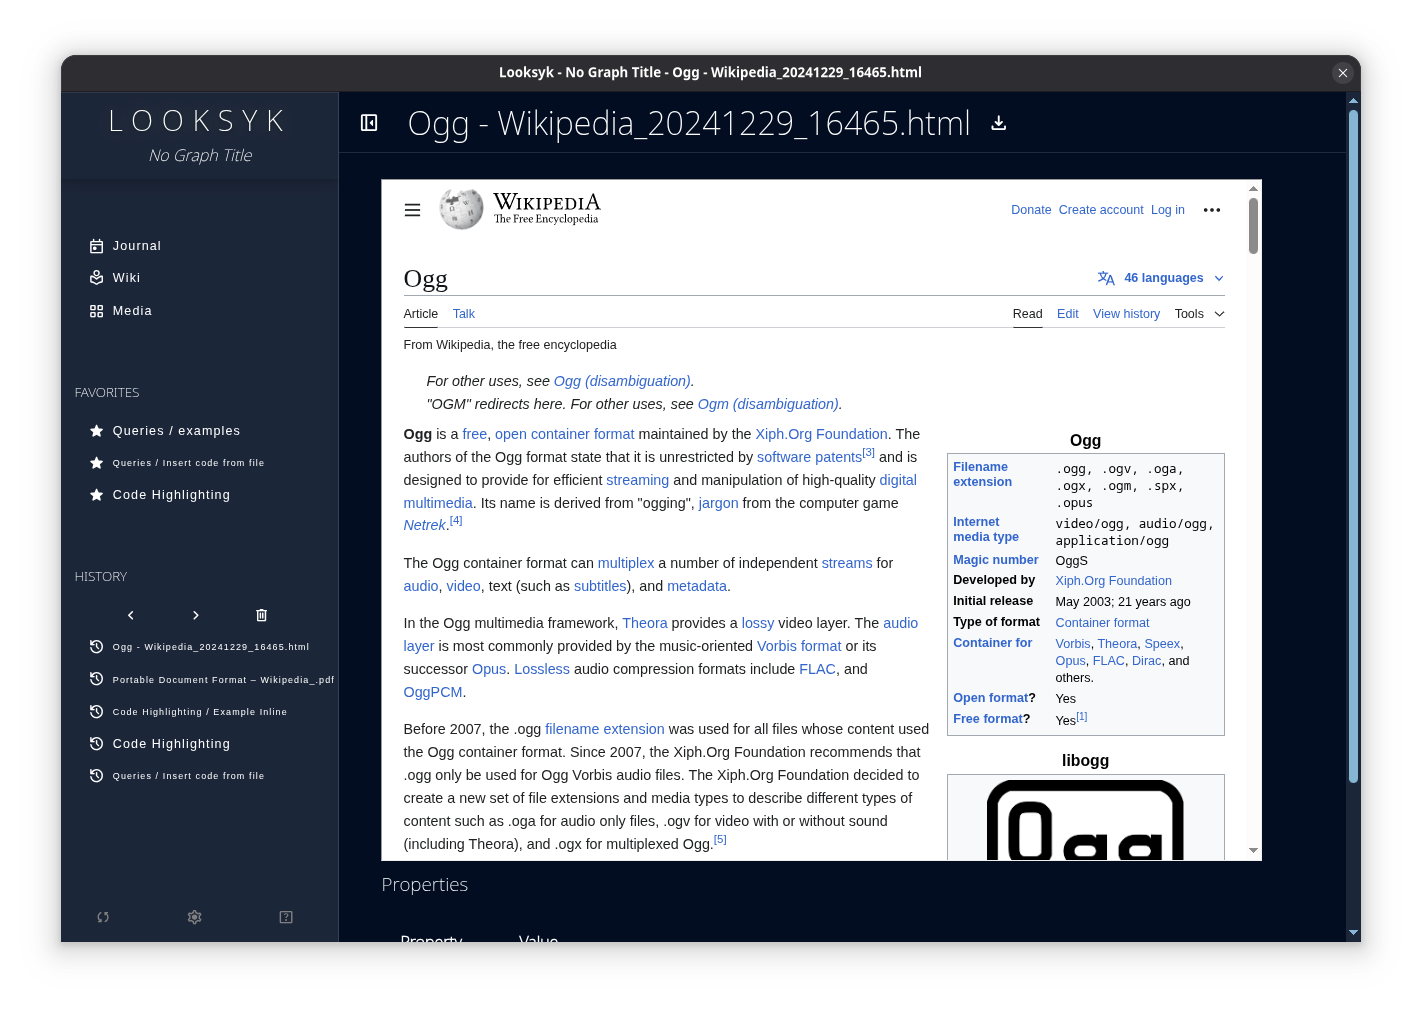 Looksyk - No Graph Title - Ogg - Wikipedia_20241229_16465.html
LOOKSYK
No Graph Title
Journal
Wiki
Media
FAVORITES
Queries / examples
Queries / Insert code from file
Code Highlighting
HISTORY
Ogg - Wikipedia_20241229_16465.html
Portable Document Format – Wikipedia_.pdf
Code Highlighting / Example Inline
Code Highlighting
Queries / Insert code from file
Ogg - Wikipedia_20241229_16465.html
WIKIPEDIA
The Free Encyclopedia
Donate Create account Log in
Ogg
46 languages
Article Talk
Read Edit View history Tools
From Wikipedia, the free encyclopedia
For other uses, see Ogg (disambiguation).
"OGM" redirects here. For other uses, see Ogm (disambiguation).
Ogg is a free, open container format maintained by the Xiph.Org Foundation. The
authors of the Ogg format state that it is unrestricted by software patents[3] and is
designed to provide for efficient streaming and manipulation of high-quality digital
multimedia. Its name is derived from "ogging", jargon from the computer game
Netrek.[4]
The Ogg container format can multiplex a number of independent streams for
audio, video, text (such as subtitles), and metadata.
In the Ogg multimedia framework, Theora provides a lossy video layer. The audio
layer is most commonly provided by the music-oriented Vorbis format or its
successor Opus. Lossless audio compression formats include FLAC, and
OggPCM.
Before 2007, the .ogg filename extension was used for all files whose content used
the Ogg container format. Since 2007, the Xiph.Org Foundation recommends that
.ogg only be used for Ogg Vorbis audio files. The Xiph.Org Foundation decided to
create a new set of file extensions and media types to describe different types of
content such as .oga for audio only files, .ogv for video with or without sound
(including Theora), and .ogx for multiplexed Ogg.[5]
Ogg
Filename extension
.ogg, .ogv, .oga,
.ogx, .ogm, .spx,
.opus
Internet media type
video/ogg, audio/ogg,
application/ogg
Magic number OggS
Developed by Xiph.Org Foundation
Initial release May 2003; 21 years ago
Type of format Container format
Container for Vorbis, Theora, Speex,
Opus, FLAC, Dirac, and
others.
Open format? Yes
Free format? Yes[1]
libogg
Ogg
Properties
Property Value